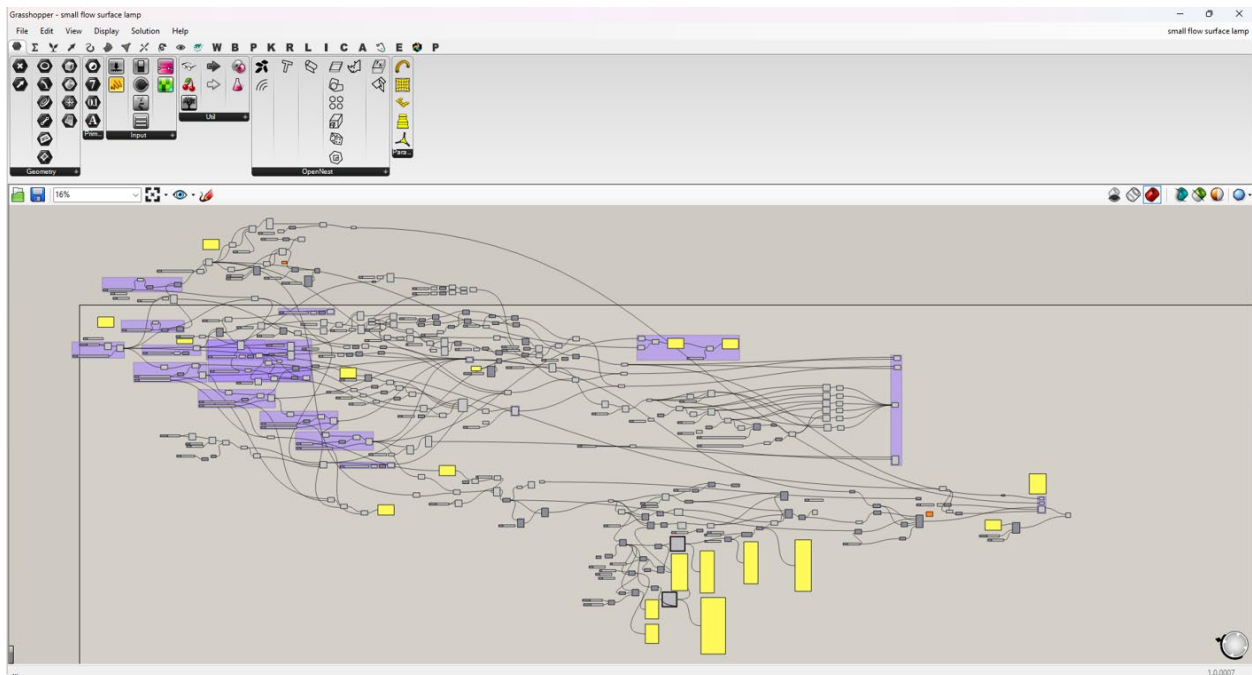 Grasshopper - small flow surface lamp
File Edit View Display Solution Help
small flow surface lamp
W B P K R L I C A E P
Geometry
Prim...
Input
Util
OpenNest
Para...
16%
1.0.0007